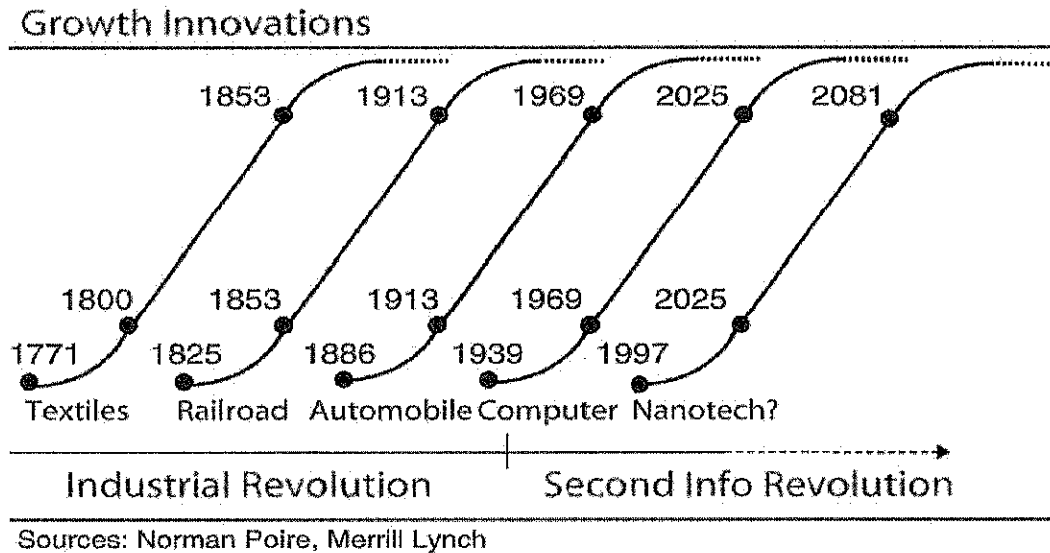 Growth Innovations
1853 1913 1969 2025 2081
1800 1853 1913 1969 2025
1771 1825 1886 1939 1997
Textiles Railroad Automobile Computer Nanotech?
Industrial Revolution Second Info Revolution
Sources: Norman Poire, Merrill Lynch